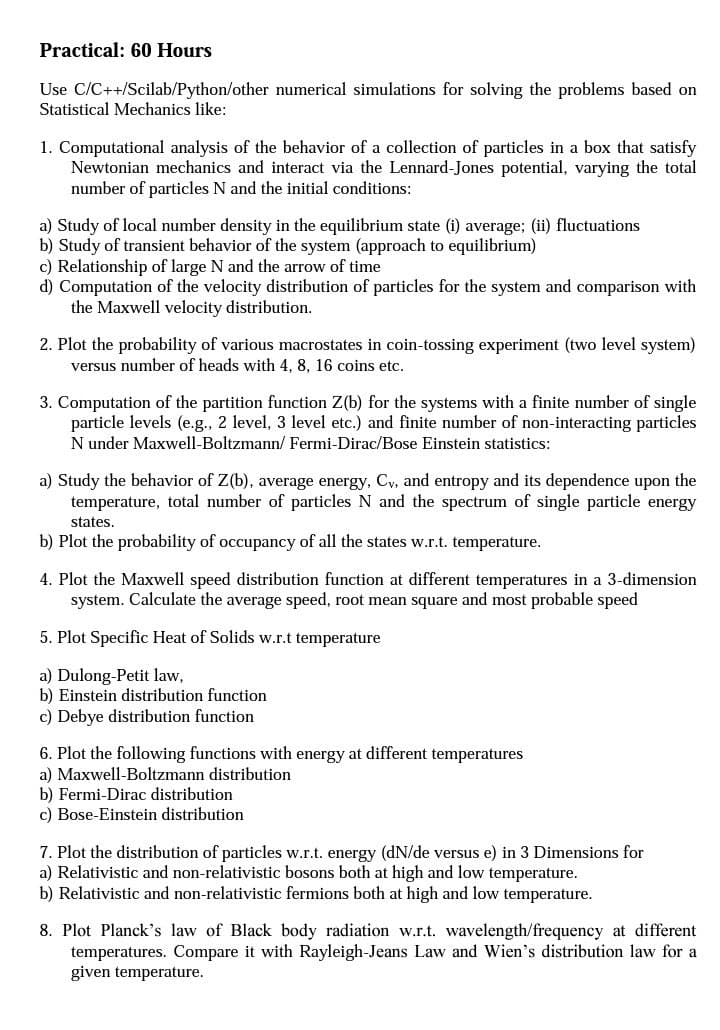 Practical: 60 Hours
Use C/C++/Scilab/Python/other numerical simulations for solving the problems based on
Statistical Mechanics like:
1. Computational analysis of the behavior of a collection of particles in a box that satisfy
Newtonian mechanics and interact via the Lennard-Jones potential, varying the total
number of particles N and the initial conditions:
a) Study of local number density in the equilibrium state (i) average; (ii) fluctuations
b) Study of transient behavior of the system (approach to equilibrium)
c) Relationship of large N and the arrow of time
d) Computation of the velocity distribution of particles for the system and comparison with
the Maxwell velocity distribution.
2. Plot the probability of various macrostates in coin-tossing experiment (two level system)
versus number of heads with 4, 8, 16 coins etc.
3. Computation of the partition function Z(b) for the systems with a finite number of single
particle levels (e.g., 2 level, 3 level etc.) and finite number of non-interacting particles
N under Maxwell-Boltzmann/ Fermi-Dirac/Bose Einstein statistics:
a) Study the behavior of Z(b), average energy, Cv, and entropy and its dependence upon the
temperature, total number of particles N and the spectrum of single particle energy
states.
b) Plot the probability of occupancy of all the states w.r.t. temperature.
4. Plot the Maxwell speed distribution function at different temperatures in a 3-dimension
system. Calculate the average speed, root mean square and most probable speed
5. Plot Specific Heat of Solids w.r.t temperature
a) Dulong-Petit law,
b) Einstein distribution function
c) Debye distribution function
6. Plot the following functions with energy at different temperatures
a) Maxwell-Boltzmann distribution
b) Fermi-Dirac distribution
c) Bose-Einstein distribution
7. Plot the distribution of particles w.r.t. energy (dN/de versus e) in 3 Dimensions for
a) Relativistic and non-relativistic bosons both at high and low temperature.
b) Relativistic and non-relativistic fermions both at high and low temperature.
8. Plot Planck's law of Black body radiation w.r.t. wavelength/frequency at different
temperatures. Compare it with Rayleigh-Jeans Law and Wien's distribution law for a
given temperature.